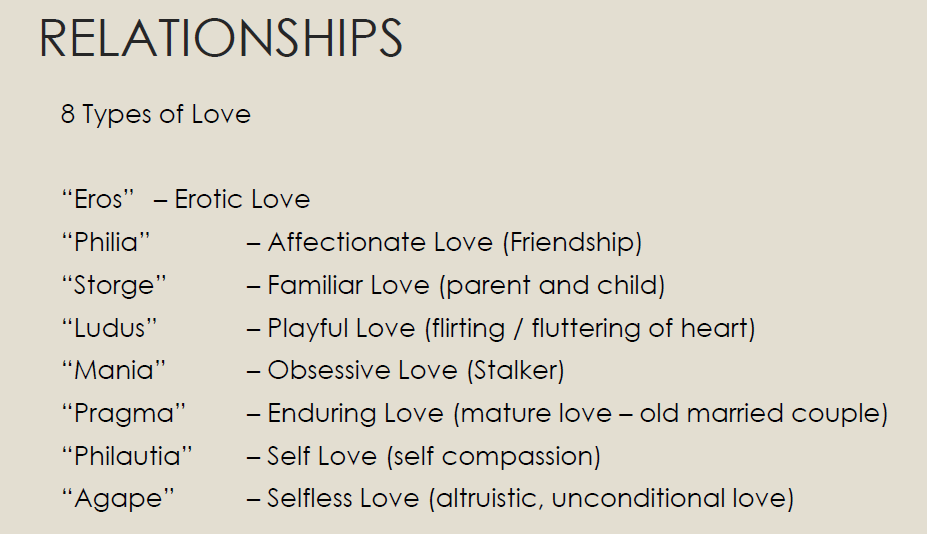 RELATIONSHIPS
8 Types of Love
“Eros” – Erotic Love
“Philia” – Affectionate Love (Friendship)
“Storge” – Familiar Love (parent and child)
“Ludus” – Playful Love (flirting / fluttering of heart)
“Mania” – Obsessive Love (Stalker)
“Pragma” – Enduring Love (mature love – old married couple)
“Philautia” – Self Love (self compassion)
“Agape” – Selfless Love (altruistic, unconditional love)